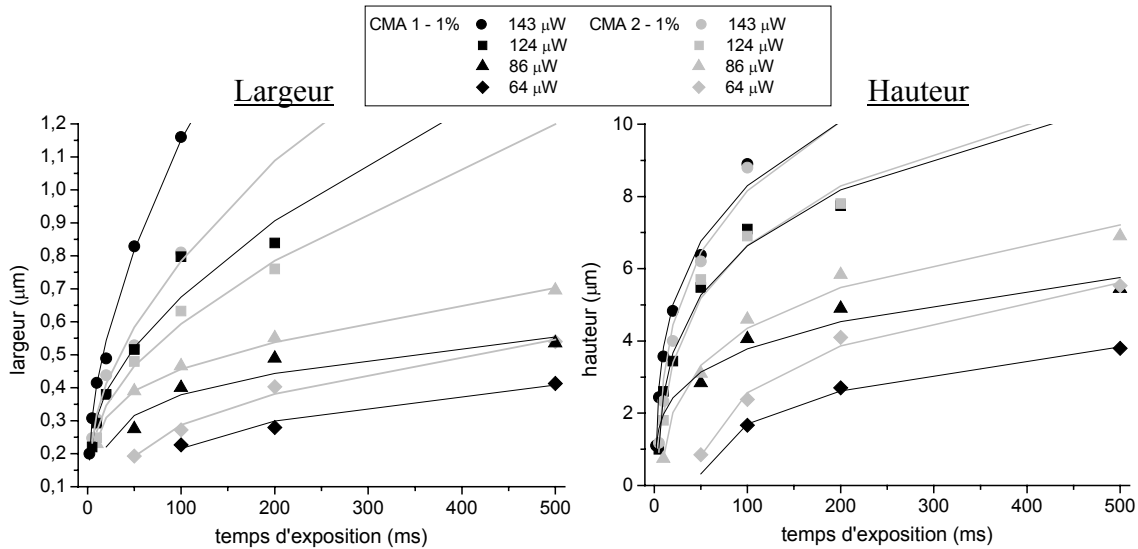 CMA 1 - 1% 143 µW CMA 2 - 1% 143 µW
124 µW 124 µW
86 µW 86 µW
64 µW 64 µW
Largeur Hauteur
1,2
1,1
1,0
0,9
0,8
0,7
0,6
0,5
0,4
0,3
0,2
0,1
largeur (µm)
0 100 200 300 400 500
temps d'exposition (ms)
10
8
6
4
2
0
hauteur (µm)
0 100 200 300 400 500
temps d'exposition (ms)